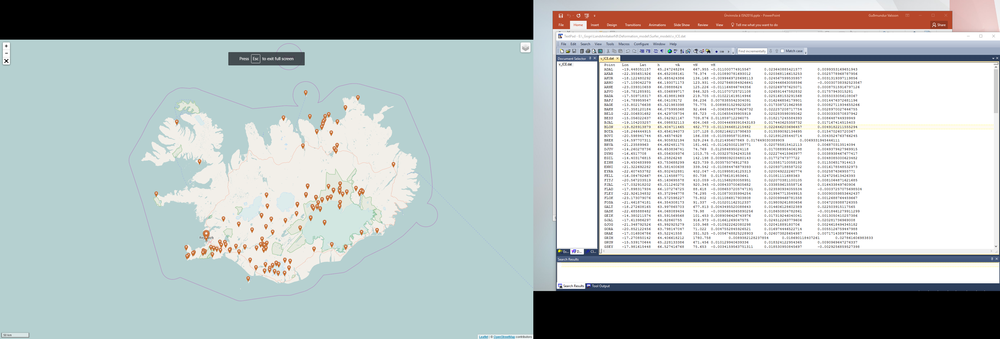 +
−
Press Esc to exit full screen
Reykjavík
50 km
Leaflet | © OpenStreetMap contributors
Úrvinnsla á ISN2016.pptx - PowerPoint
Guðmundur Valsson
File Home Insert Design Transitions Animations Slide Show Review View Tell me what you want to do Share
TextPad - E:\_Gogn\Landshnitakerfið\Deformation_model\Surfer_models\v_ICE.dat
File Edit Search View Tools Macros Configure Window Help
Find incrementally Match case
Document Selector
v_ICE.dat
v_ICE.dat
Point Lon Lat h vA vN vH
ADAL -19.448051157 65.247248284 667.955 -0.011000774915567 0.023640885421577 0.0099353169651943
AKAR -22.355651926 64.652088161 78.374 -0.010890781693012 0.020368116615253 0.0025778968787956
AKUR -18.122480292 65.685424386 134.168 -0.0099469728698113 0.024567599535957 0.0031319397119856
ARHO -17.109042279 66.193071173 123.931 -0.0027868084926641 0.020446863058596 -0.00030738392523567
ARNE -23.039310659 66.09888624 125.226 -0.011164846744356 0.020269787625071 0.00087515916797126
ASVO -18.781285931 65.036899717 846.325 -0.011070725721108 0.026591447582832 0.01757943015281
BADA -17.509718317 65.619881969 219.705 -0.010221619514946 0.025168153291568 0.0055033056108067
BAFJ -14.789959547 66.04109172 86.236 0.0078385542304091 0.016266856179901 0.0014476372681196
BAGE -13.802176638 65.521983398 75.775 0.0089831529923208 0.017338721962958 0.00082711934655266
BAKH -17.358120184 66.075995368 92.646 -0.0063584375626732 0.022257208717754 0.0028970027646755
BELG -22.006831682 64.429708734 88.723 -0.010655439905919 0.020283598095062 0.0030330570837942
BESS -15.056022637 65.042921167 709.876 0.011859712296075 0.018217245584393 0.008648744939949
BJAL -19.104203257 64.098832113 604.068 -0.00044699391843183 0.017440625358732 0.017167414515403
BLON -19.828913879 65.404711465 482.773 -0.011344681215482 0.022646203696457 0.0049182211555294
BOTA -18.246444915 63.656194073 107.128 0.0082166215798633 0.013599092134695 0.015470260720367
BOVI -20.598941744 65.46574928 186.038 -0.010599587318941 0.021891285440714 0.0043524763766245
BREH -14.597707311 64.905832194 529.244 0.0121495607869 0.017649030389909 0.0069331945446111
BRVA -21.23589963 64.682481175 181.461 -0.011625002138771 0.020785815412113 0.006870313514094
DJUV -14.260278736 64.653836741 74.769 0.012584895024118 0.017088955406198 0.0049379427969915
DYNG -16.6517708 65.056309376 1013.75 -0.003237534243158 0.022274415963977 0.0038938467677417
EGIL -14.403176815 65.25826248 142.198 0.0099809203480143 0.01772747377722 0.0048085000623482
EINH -19.450483999 63.753688299 623.739 0.003575076912783 0.015581710058195 0.011506517914413
ENNI -21.322692282 65.581400638 339.542 -0.010884476879393 0.020937188587202 0.0016178548532973
EYRA -22.607453782 65.802402881 402.047 -0.010995816125313 0.020049222260774 0.002587636955771
FELL -16.084782667 64.114588771 80.738 0.015786181953641 0.01081111688363 0.024725613426393
FITJ -20.567203519 65.163695578 410.059 -0.011568280058951 0.022070381100105 0.0081064871621685
FJAL -17.032918202 65.011240278 920.345 -0.008433700605682 0.033859615558716 0.016433849760906
FLAD -17.898317934 66.107276725 88.618 -0.0086537205747191 0.023590934055534 -0.00037257075698504
FLEY -22.926134832 65.372946778 76.295 -0.010873035994254 0.019947713549915 0.00090059853642437
FLOK -23.173079076 65.572598227 75.802 -0.011086817903808 0.020099468781558 0.0012688764459667
FOSA -21.461874181 64.354308173 91.337 -0.010201162312337 0.019809261880656 0.0047209388726355
GALT -18.272608165 63.997865703 677.813 0.0043495520088643 0.014606128602389 0.022503915117565
GASK -22.685888482 64.068089434 79.98 -0.0090684865890256 0.018650804782861 -0.0018461279911299
GEIK -14.380211574 65.591569568 101.453 0.0089096426743976 0.017319246040041 0.0013050410257386
GJAL -17.613986297 64.82860755 916.973 -0.01661269047575 0.024512263779606 0.020281736969008
GJOG -21.348792526 65.992925279 103.968 -0.010922262080298 0.02041889180706 0.0024618494345182
GORA -20.852122456 63.798147047 71.022 0.0047552845926521 0.016974446522714 0.0055126759447988
GRAE -17.016806786 65.52241558 351.525 -0.0056748825228903 0.026073828654987 0.0071714389796445
GRIM -17.270850142 64.406618212 1780.758 0.0089382128237854 0.018690118407261 0.027861606983833
GRUN -15.539170644 65.228133386 671.456 0.010129940639336 0.018324122954365 0.0090969647276337
GSEY -17.981615448 66.527416768 75.653 -0.0034159563751311 0.018530950845697 -0.0029256859527398
Ex... D... Cl...
Search Results
Search Results Tool Output